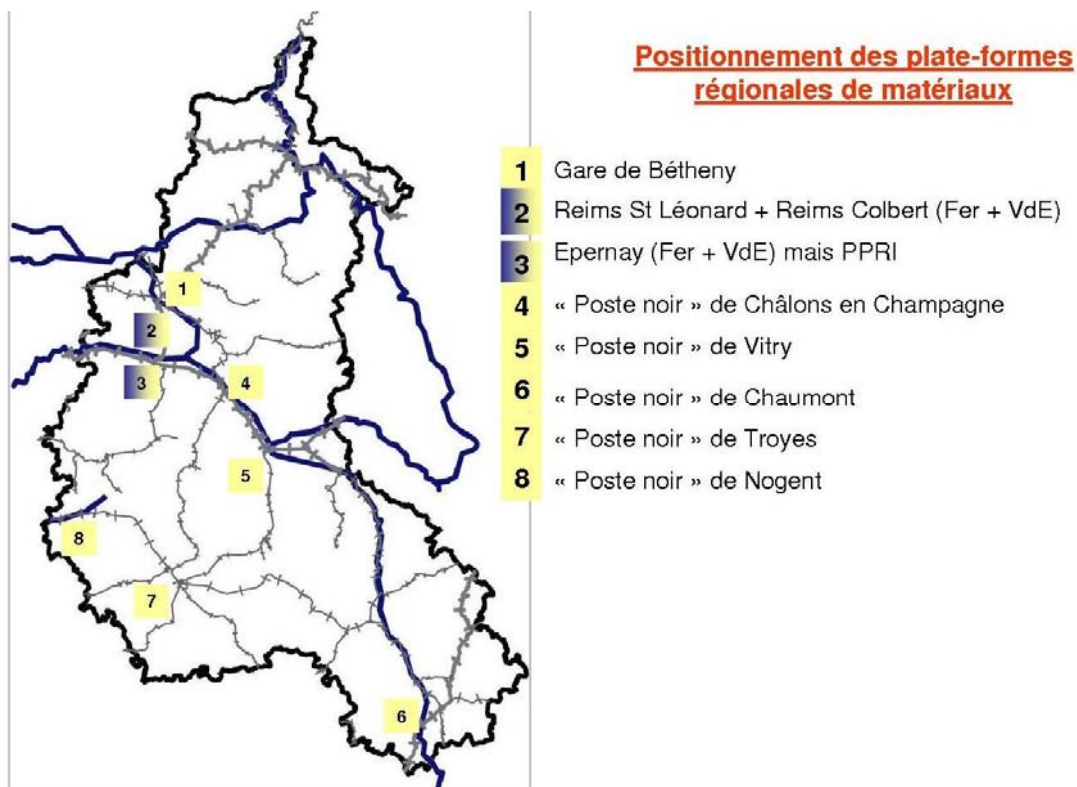 Positionnement des plate-formes
régionales de matériaux
1 Gare de Bétheny
2 Reims St Léonard + Reims Colbert (Fer + VdE)
3 Epernay (Fer + VdE) mais PPRI
4 « Poste noir » de Châlons en Champagne
5 « Poste noir » de Vitry
6 « Poste noir » de Chaumont
7 « Poste noir » de Troyes
8 « Poste noir » de Nogent
1
2
3
4
5
8
7
6